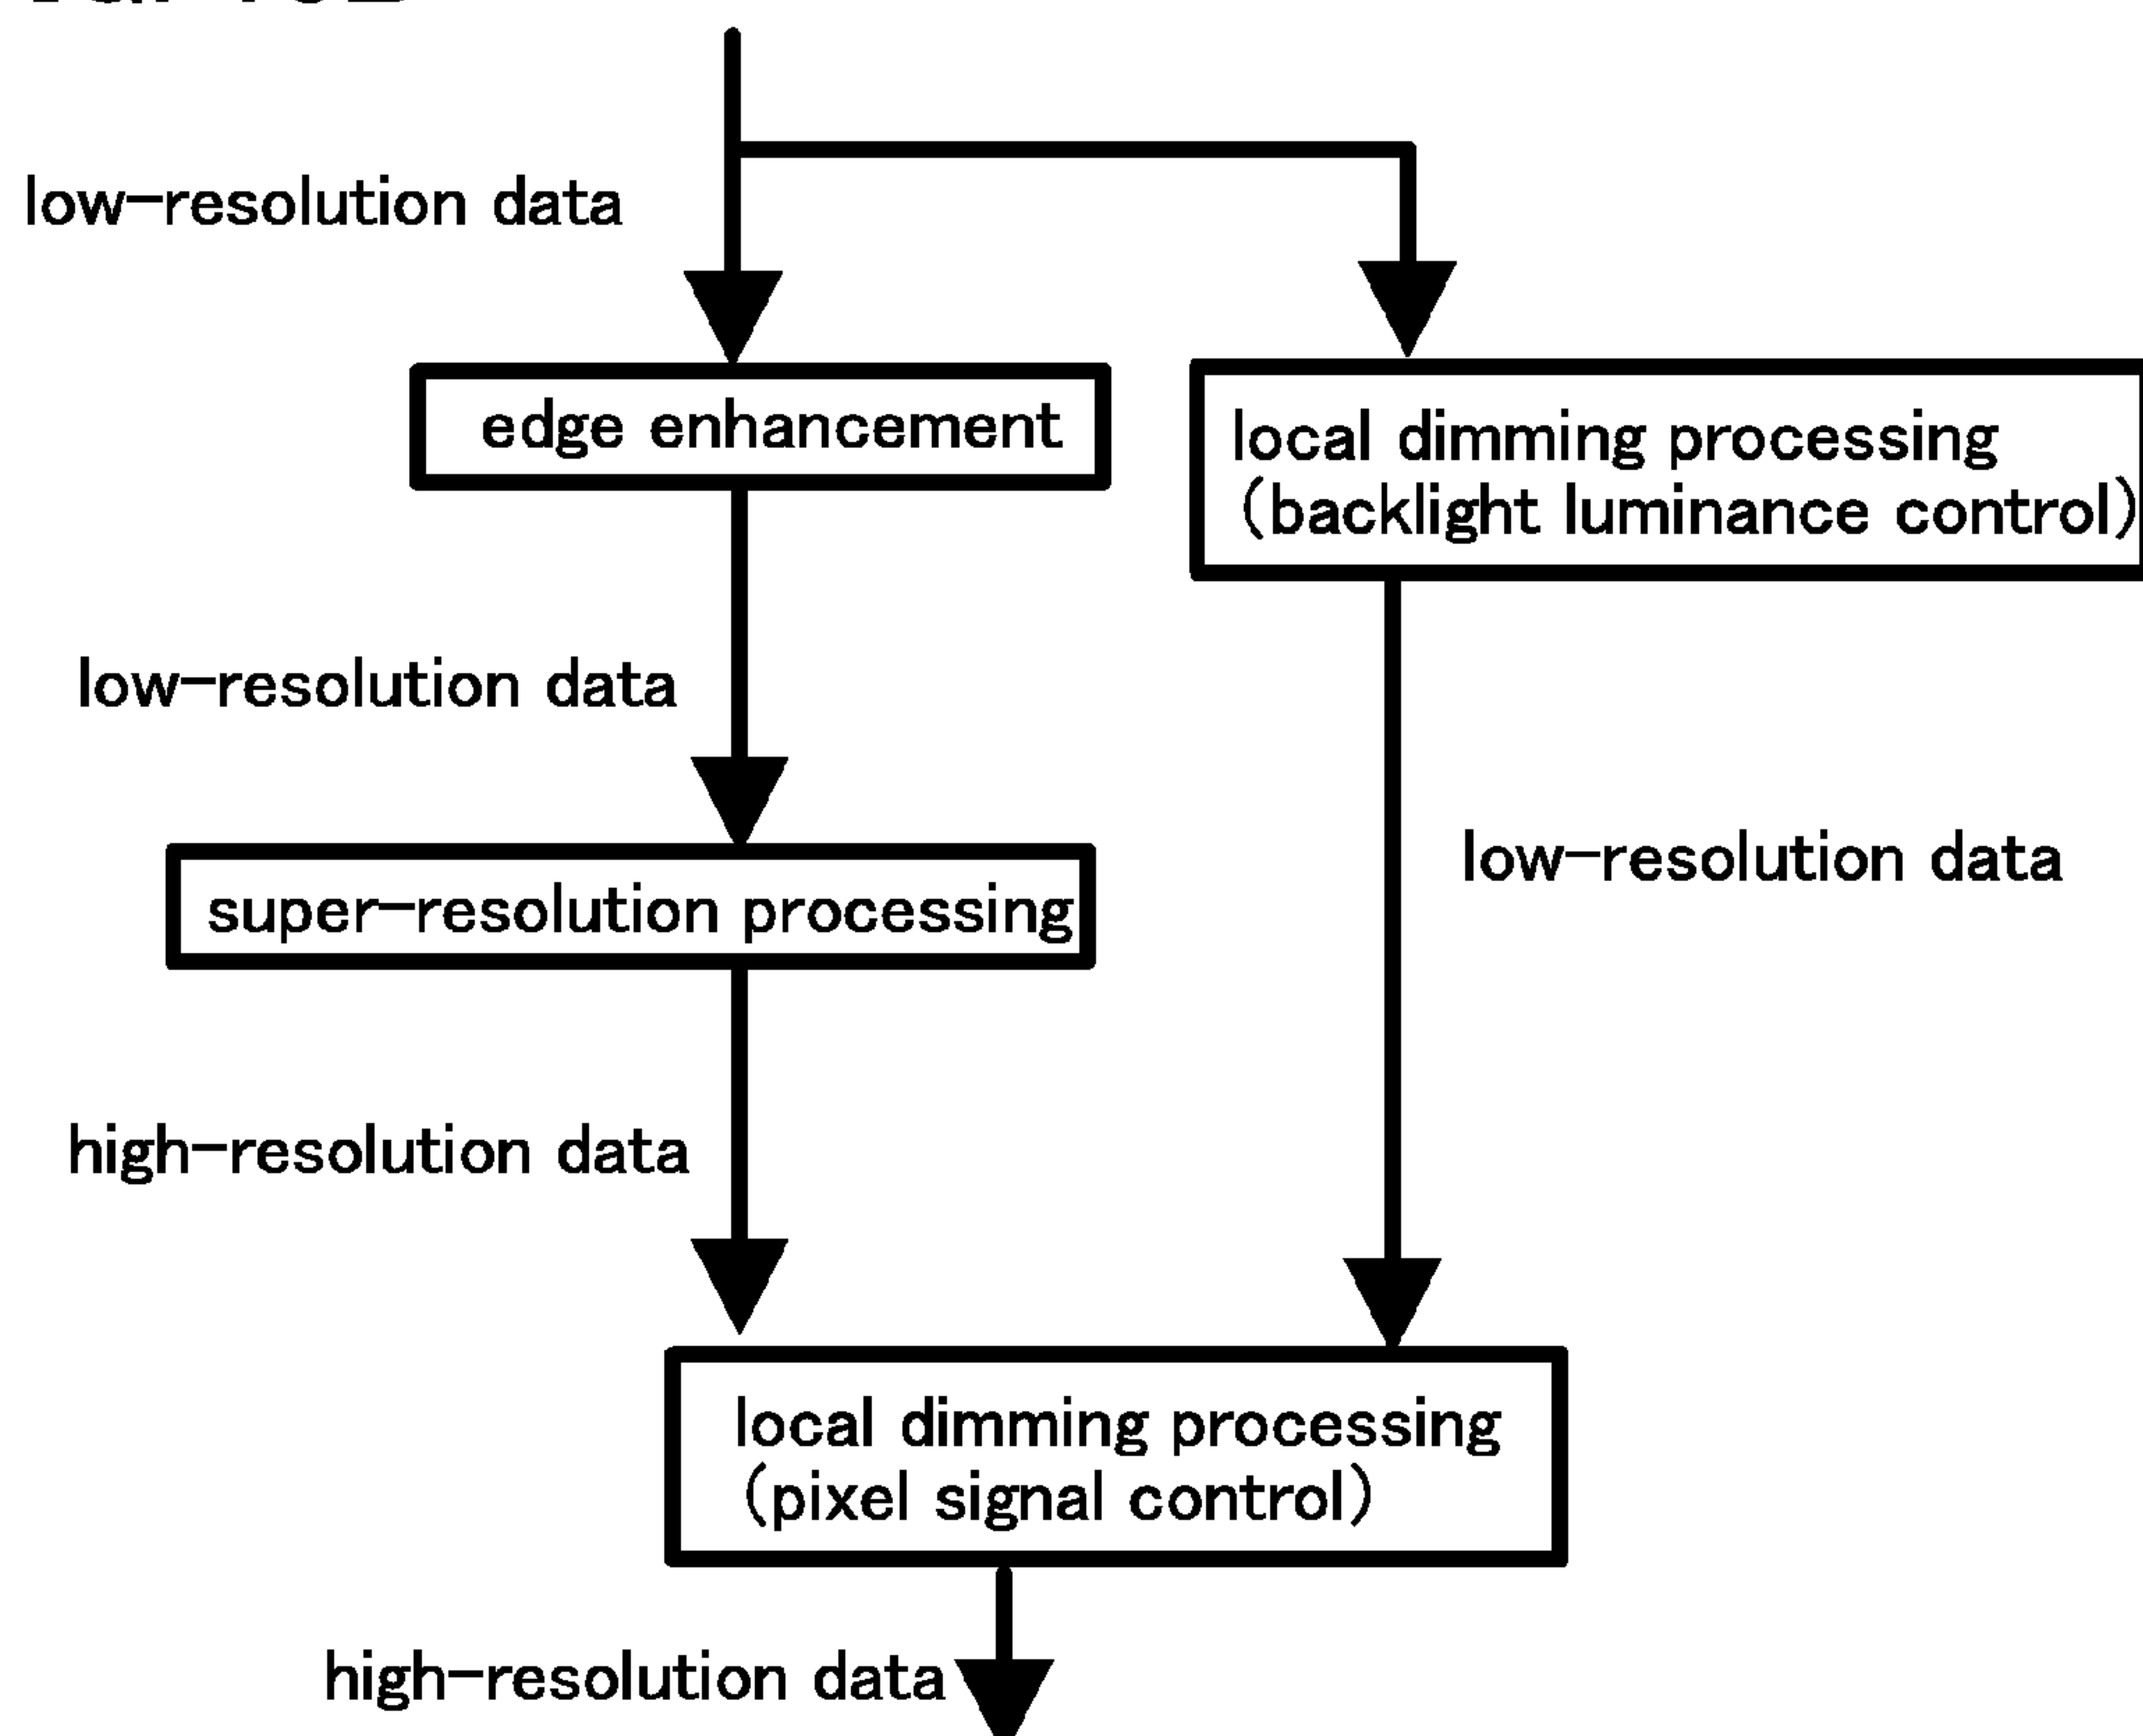 low-resolution data
edge enhancement
local dimming processing
(backlight luminance control)
low-resolution data
low-resolution data
super-resolution processing
high-resolution data
local dimming processing
(pixel signal control)
high-resolution data